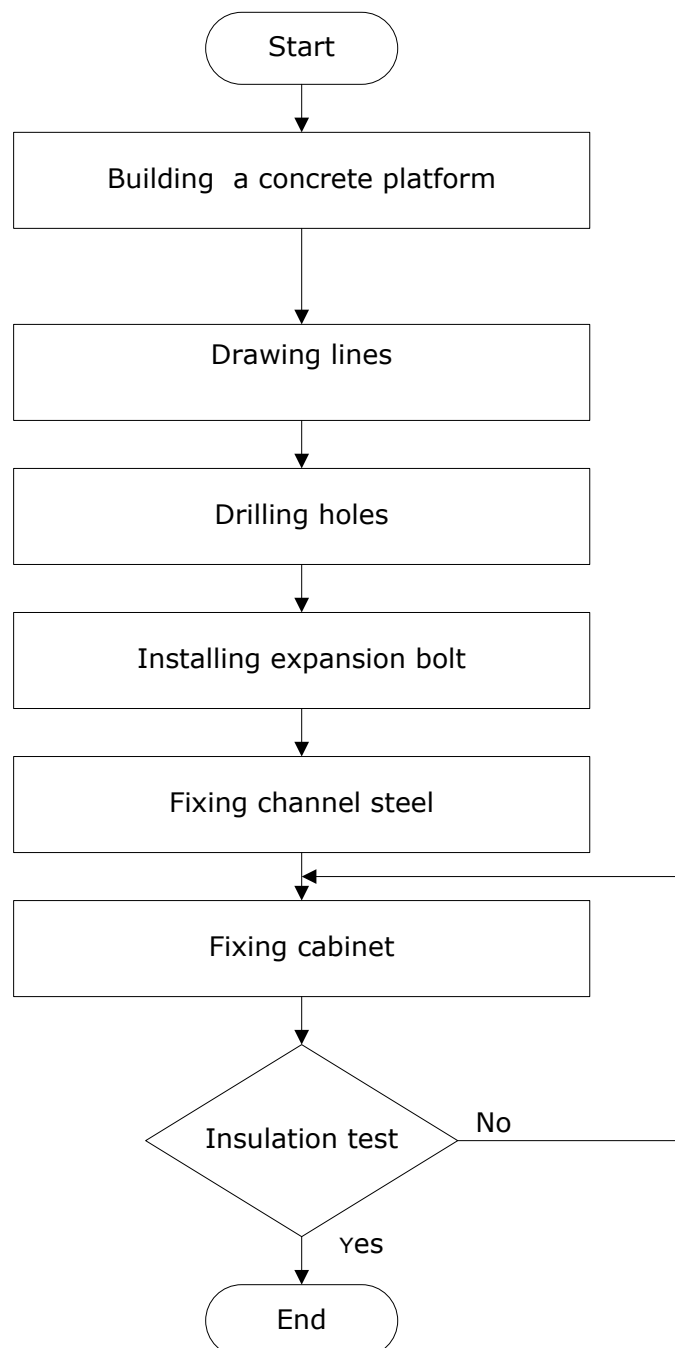 Start
Building a concrete platform
Drawing lines
Drilling holes
Installing expansion bolt
Fixing channel steel
Fixing cabinet
Insulation test
No
Yes
End